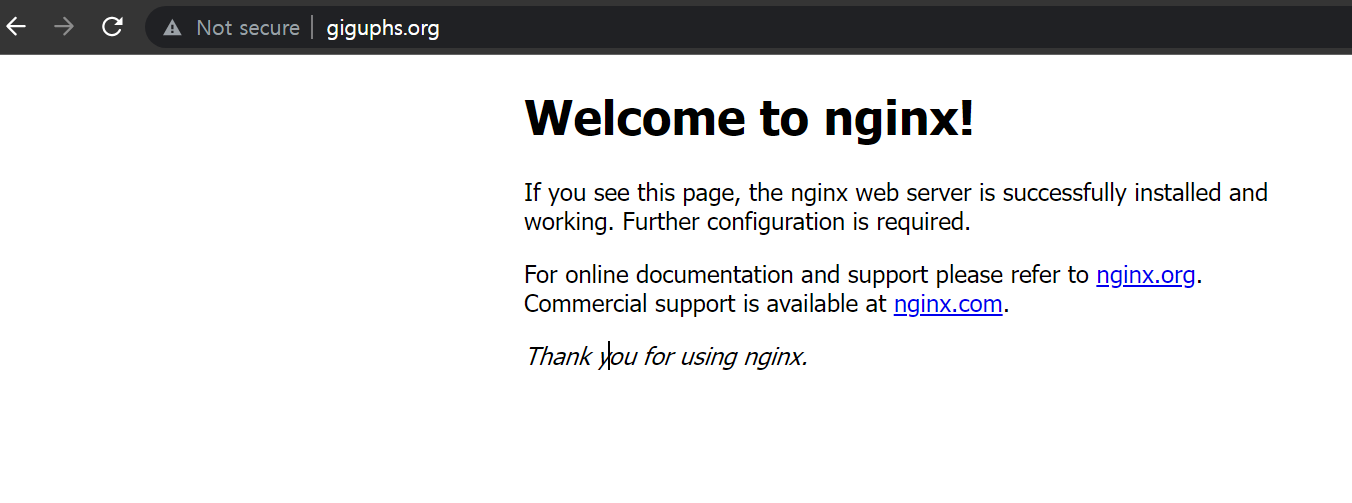 Not secure | giguphs.org
Welcome to nginx!
If you see this page, the nginx web server is successfully installed and
working. Further configuration is required.
For online documentation and support please refer to nginx.org.
Commercial support is available at nginx.com.
Thank you for using nginx.